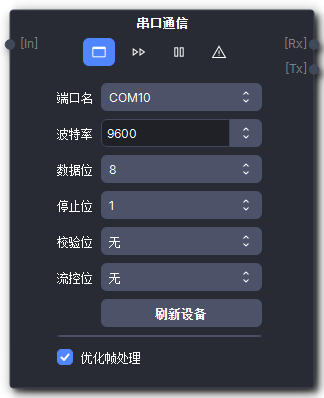 串口通信
[In]
[Rx]
[Tx]
端口名 COM10
波特率 9600
数据位 8
停止位 1
校验位 无
流控位 无
刷新设备
优化帧处理